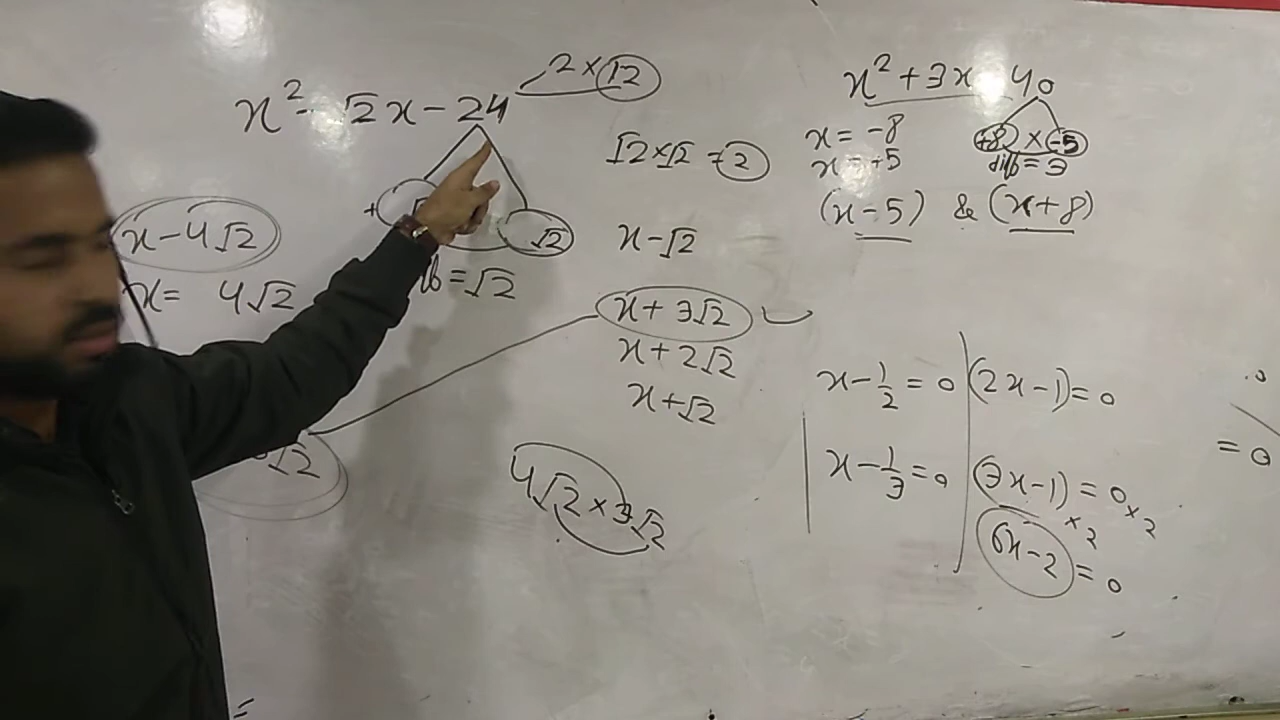 x² - √2x - 24
2 × 12
+
√2
= √2
x - 4√2
x = 4√2
√2
√2 × √2 = 2
x - √2
x + 3√2
x + 2√2
x + √2
4√2 × 3√2
x² + 3x 40
x = -8
x = +5
+8 × -5
diff = 3
(x - 5) & (x + 8)
x - 1/2 = 0 (2x - 1) = 0
x - 1/3 = 0 (3x - 1) = 0
× 2 × 2
6x - 2 = 0
= 0
=